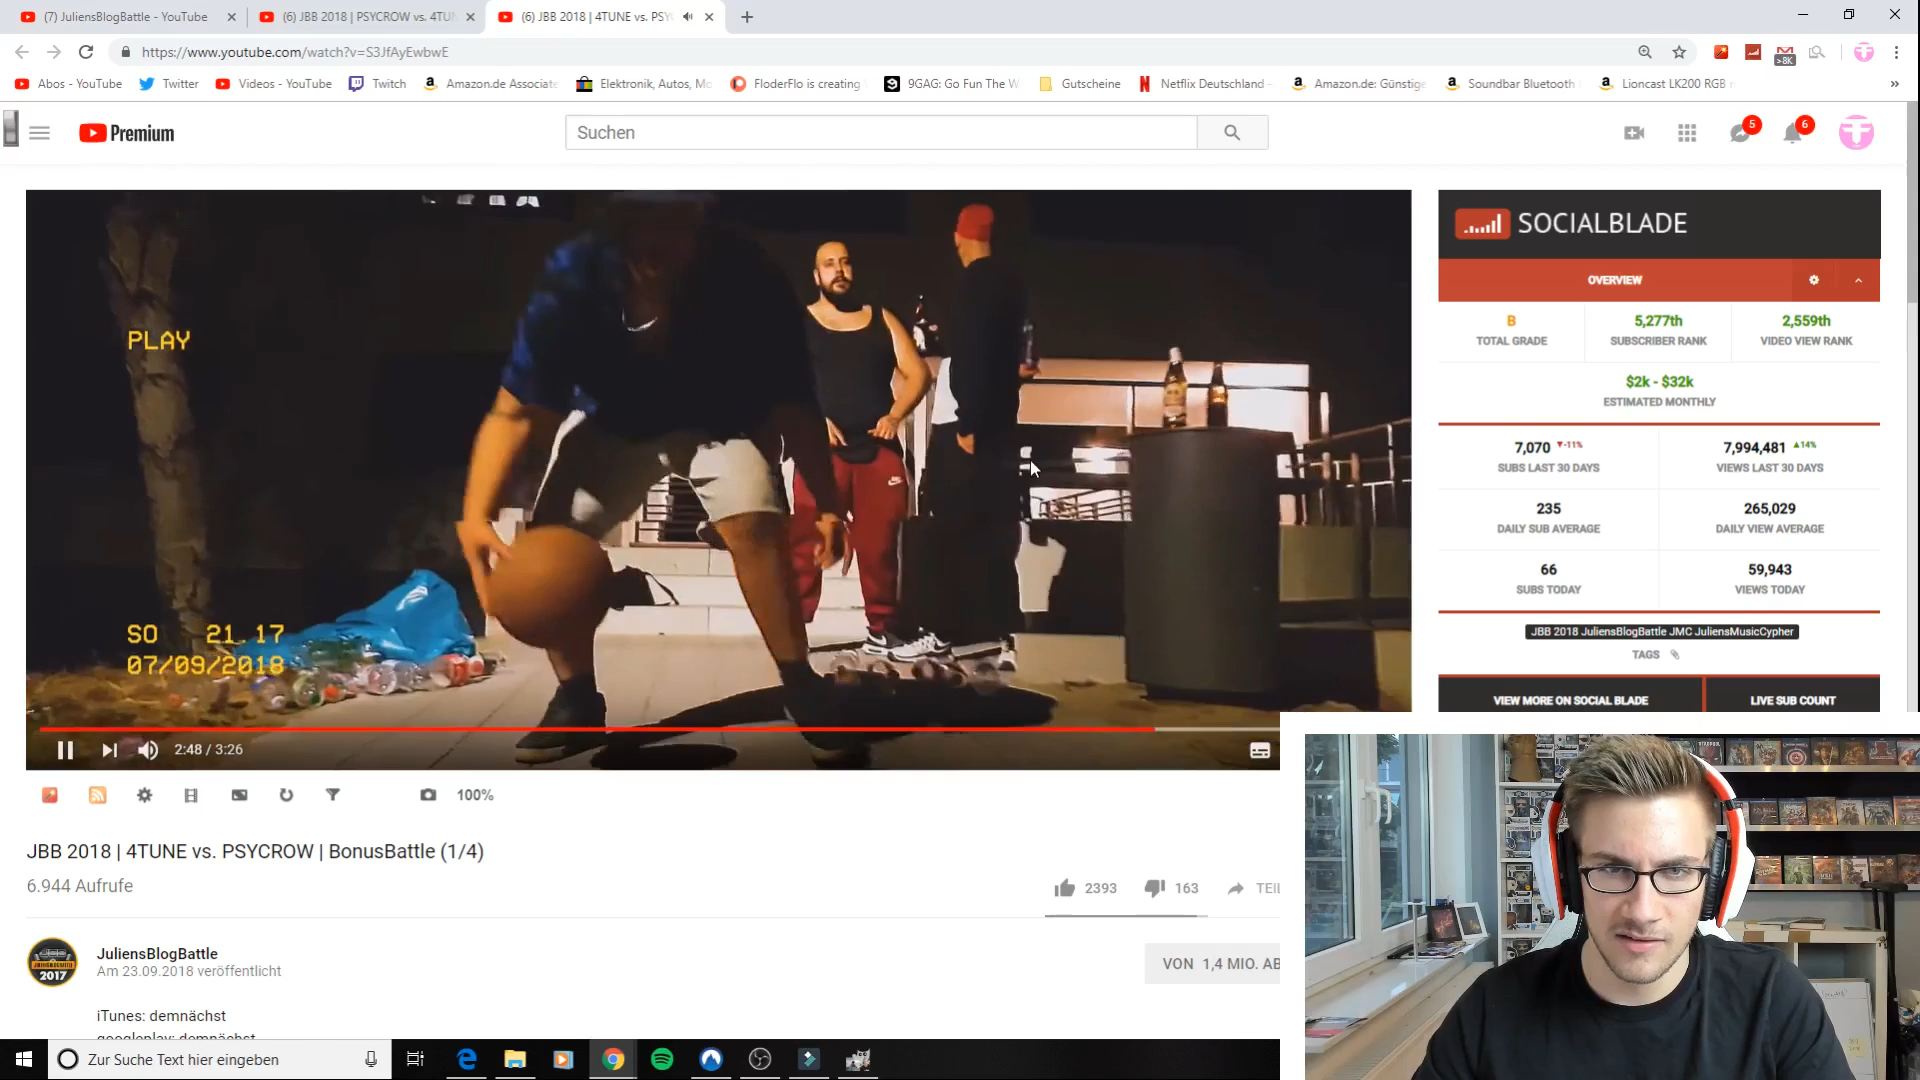 (7) JuliensBlogBattle - YouTube
(6) JBB 2018 | PSYCROW vs. 4TUN
(6) JBB 2018 | 4TUNE vs. PSY
https://www.youtube.com/watch?v=S3JfAyEwbwE
>8K
Abos - YouTube
Twitter
Videos - YouTube
Twitch
Amazon.de Associate
Elektronik, Autos, Mo
FloderFlo is creating
9GAG: Go Fun The W
Gutscheine
Netflix Deutschland -
Amazon.de: Günstige
Soundbar Bluetooth
Lioncast LK200 RGB
Premium
Suchen
5
6
PLAY
SO 21.17
07/09/2018
2:48 / 3:26
100%
JBB 2018 | 4TUNE vs. PSYCROW | BonusBattle (1/4)
6.944 Aufrufe
2393
163
TEIL
2017
JuliensBlogBattle
Am 23.09.2018 veröffentlicht
VON 1,4 MIO. AB
iTunes: demnächst
googleplay: demnächst
SOCIALBLADE
OVERVIEW
B
TOTAL GRADE
5,277th
SUBSCRIBER RANK
2,559th
VIDEO VIEW RANK
$2k - $32k
ESTIMATED MONTHLY
7,070 -11%
SUBS LAST 30 DAYS
7,994,481 14%
VIEWS LAST 30 DAYS
235
DAILY SUB AVERAGE
265,029
DAILY VIEW AVERAGE
66
SUBS TODAY
59,943
VIEWS TODAY
JBB 2018 JuliensBlogBattle JMC JuliensMusicCypher
TAGS
VIEW MORE ON SOCIAL BLADE
LIVE SUB COUNT
Zur Suche Text hier eingeben